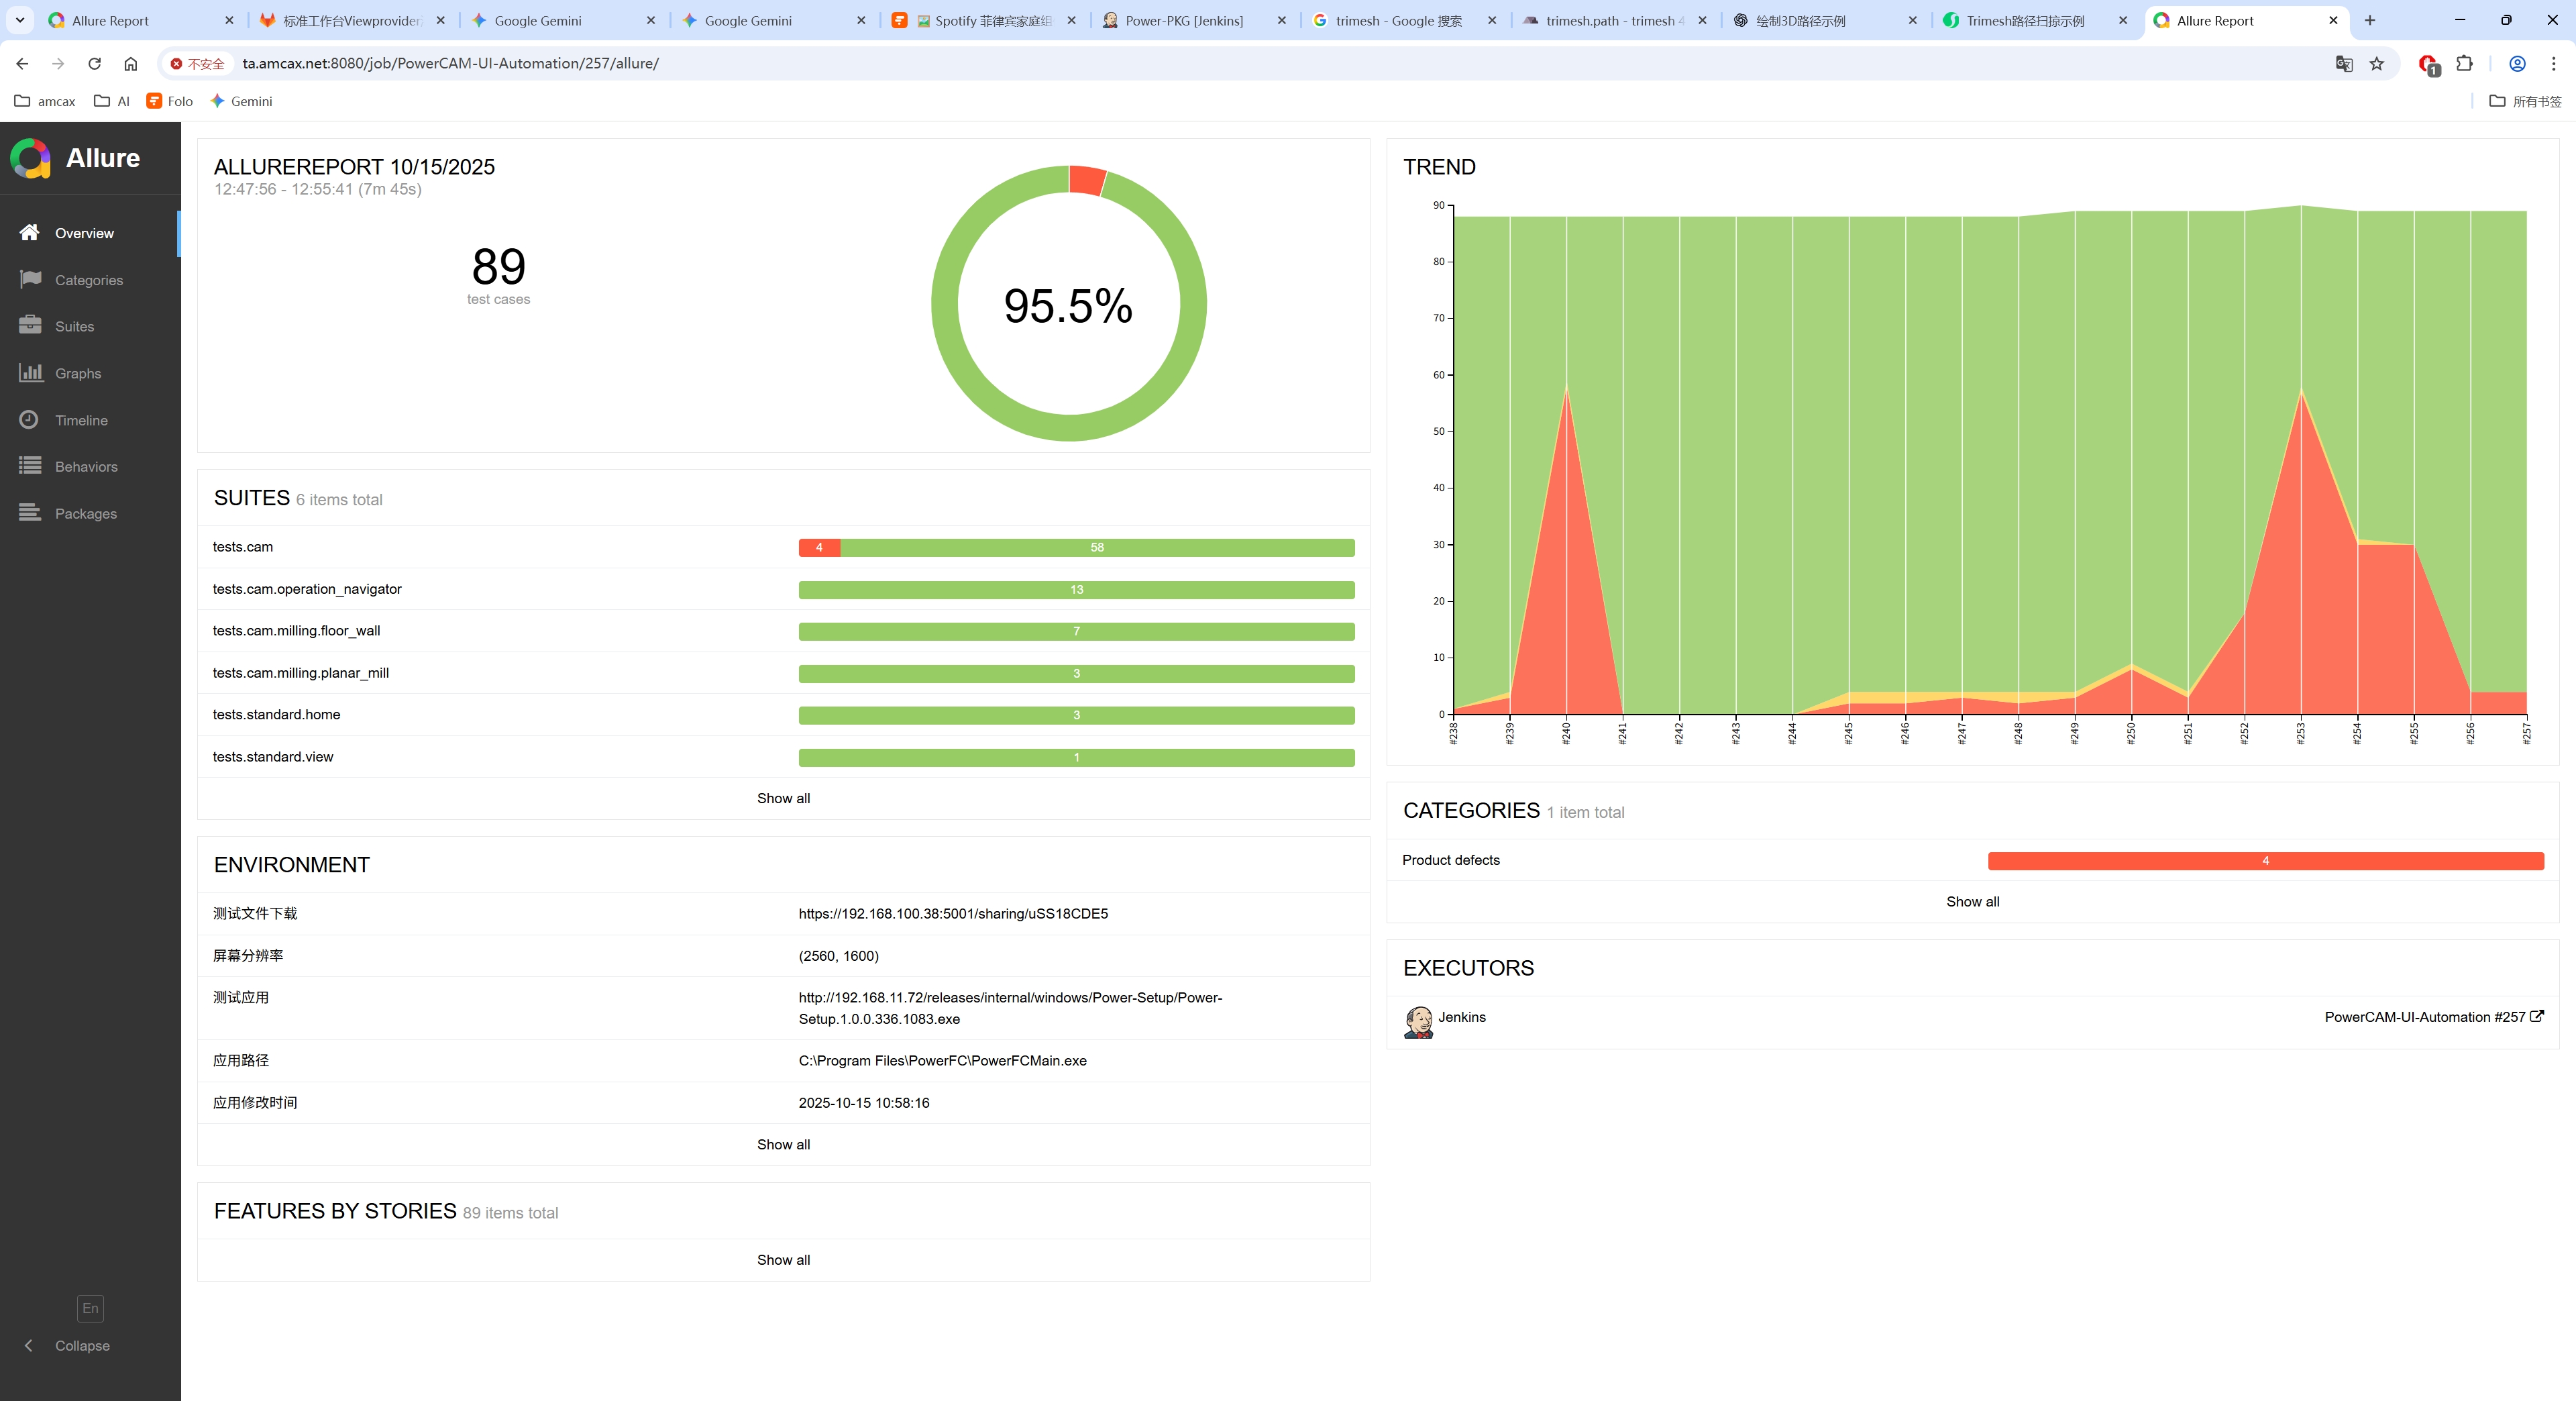 Allure Report
标准工作台Viewprovider
Google Gemini
Google Gemini
Spotify 菲律宾家庭组
Power-PKG [Jenkins]
trimesh - Google 搜索
trimesh.path - trimesh 4
绘制3D路径示例
Trimesh路径扫掠示例
Allure Report
不安全
ta.amcax.net:8080/job/PowerCAM-UI-Automation/257/allure/
1
amcax
AI
Folo
Gemini
所有书签
Allure
Overview
Categories
Suites
Graphs
Timeline
Behaviors
Packages
En
Collapse
ALLUREREPORT 10/15/2025
12:47:56 - 12:55:41 (7m 45s)
89
test cases
95.5%
SUITES 6 items total
tests.cam 4 58
tests.cam.operation_navigator 13
tests.cam.milling.floor_wall 7
tests.cam.milling.planar_mill 3
tests.standard.home 3
tests.standard.view 1
Show all
ENVIRONMENT
测试文件下载 https://192.168.100.38:5001/sharing/uSS18CDE5
屏幕分辨率 (2560, 1600)
测试应用 http://192.168.11.72/releases/internal/windows/Power-Setup/Power-
Setup.1.0.0.336.1083.exe
应用路径 C:\Program Files\PowerFC\PowerFCMain.exe
应用修改时间 2025-10-15 10:58:16
Show all
FEATURES BY STORIES 89 items total
Show all
TREND
90
80
70
60
50
40
30
20
10
0
#238
#239
#240
#241
#242
#243
#244
#245
#246
#247
#248
#249
#250
#251
#252
#253
#254
#255
#256
#257
CATEGORIES 1 item total
Product defects 4
Show all
EXECUTORS
Jenkins PowerCAM-UI-Automation #257